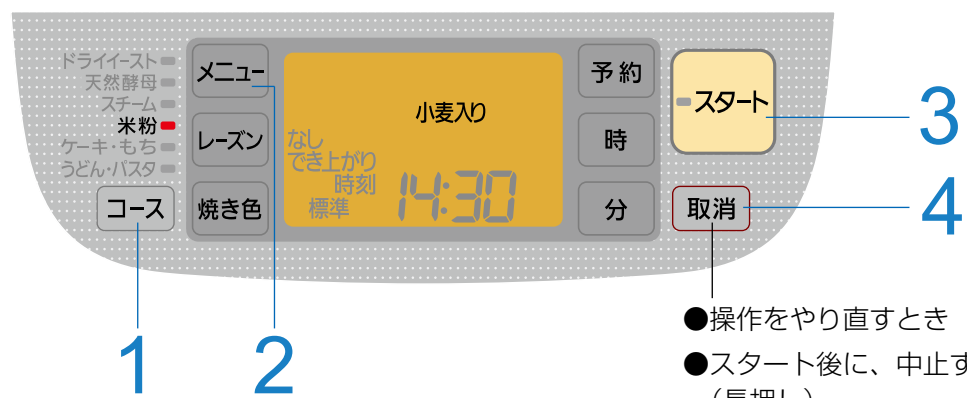 ドライイースト
天然酵母
スチーム
米粉
ケーキ・もち
うどん・パスタ
コース
メニュー
レーズン
焼き色
小麦入り
なし
でき上がり
時刻
標準
14:30
予約
時
分
スタート
取消
1
2
3
4
●操作をやり直すとき
●スタート後に、中止す